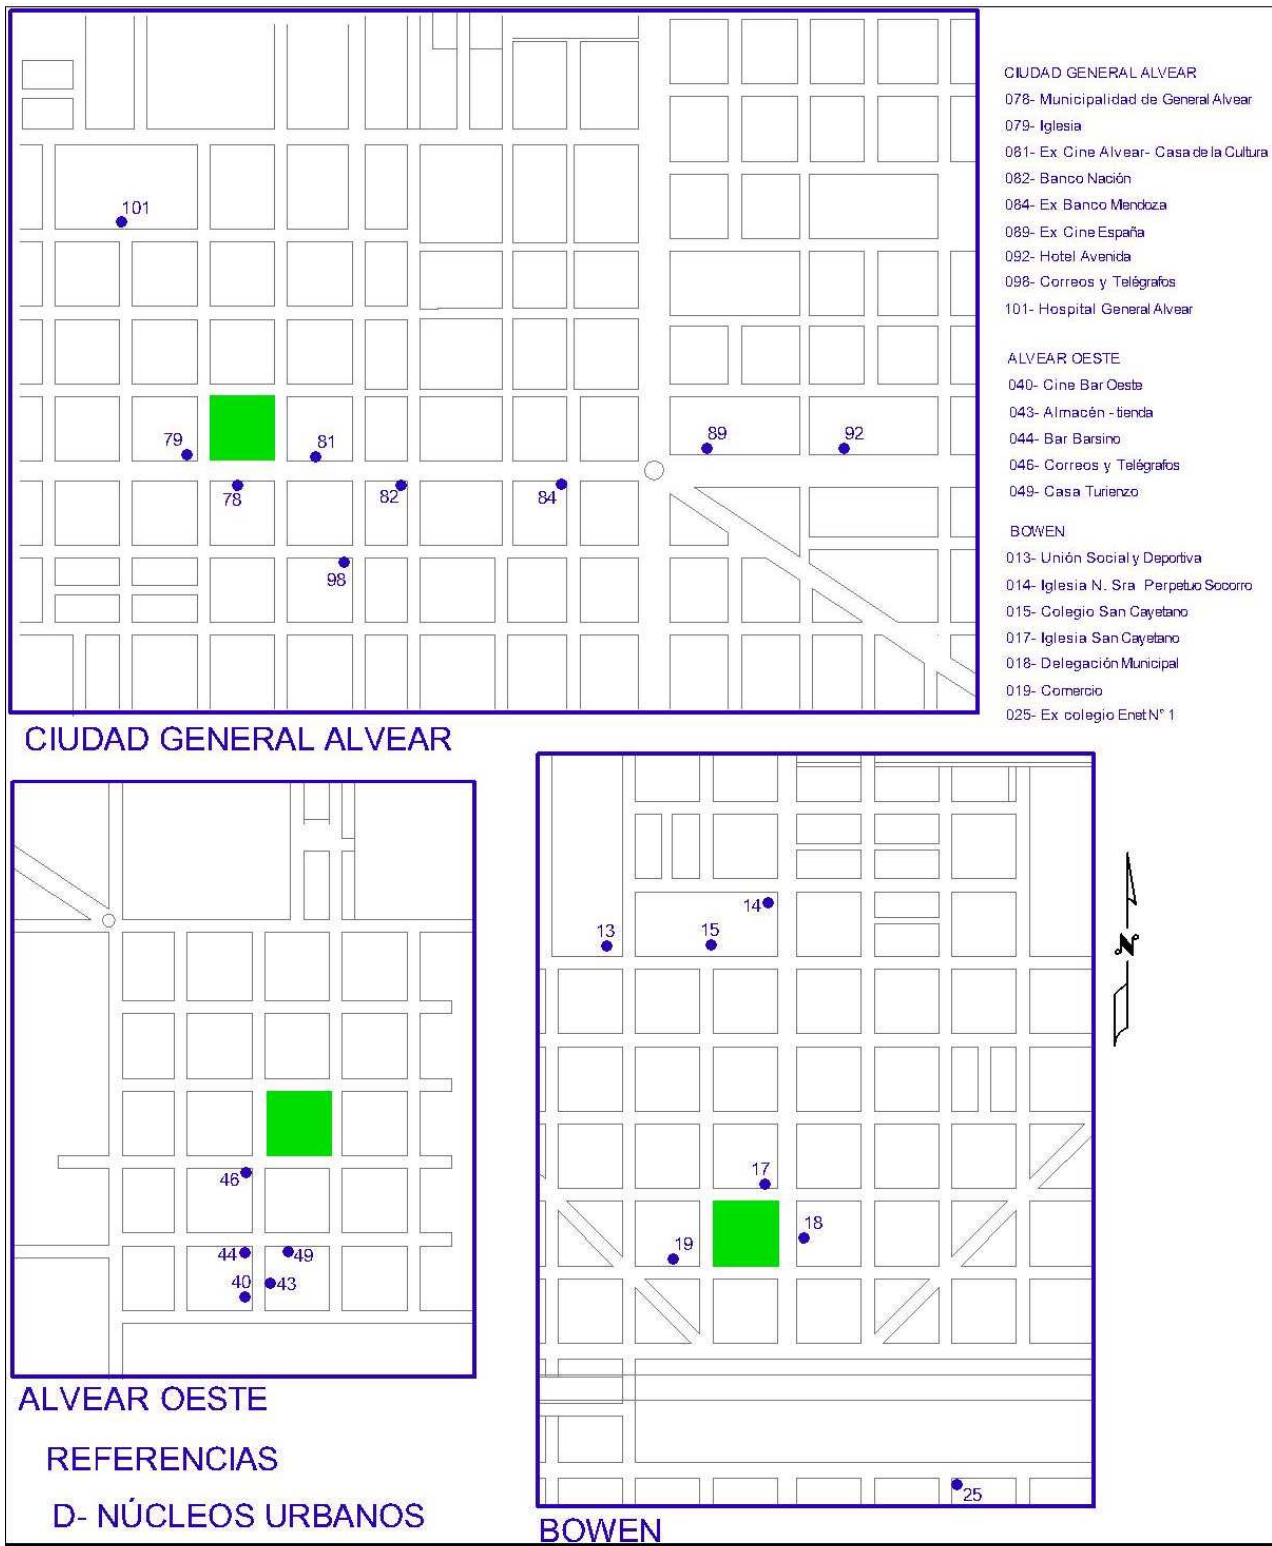 CIUDAD GENERAL ALVEAR
078- Municipalidad de General Alvear
079- Iglesia
081- Ex Cine Alvear- Casa de la Cultura
082- Banco Nación
084- Ex Banco Mendoza
089- Ex Cine España
092- Hotel Avenida
098- Correos y Telégrafos
101- Hospital General Alvear
ALVEAR OESTE
040- Cine Bar Oeste
043- Almacén - tienda
044- Bar Barsino
046- Correos y Telégrafos
049- Casa Turienzo
BOWEN
013- Unión Social y Deportiva
014- Iglesia N. Sra Perpetuo Socorro
015- Colegio San Cayetano
017- Iglesia San Cayetano
018- Delegación Municipal
019- Comercio
025- Ex colegio Enet N° 1
101
79
81
89
92
78
82
84
98
CIUDAD GENERAL ALVEAR
46
44
49
40
43
ALVEAR OESTE
14
13
15
17
18
19
25
BOWEN
N
REFERENCIAS
D- NÚCLEOS URBANOS